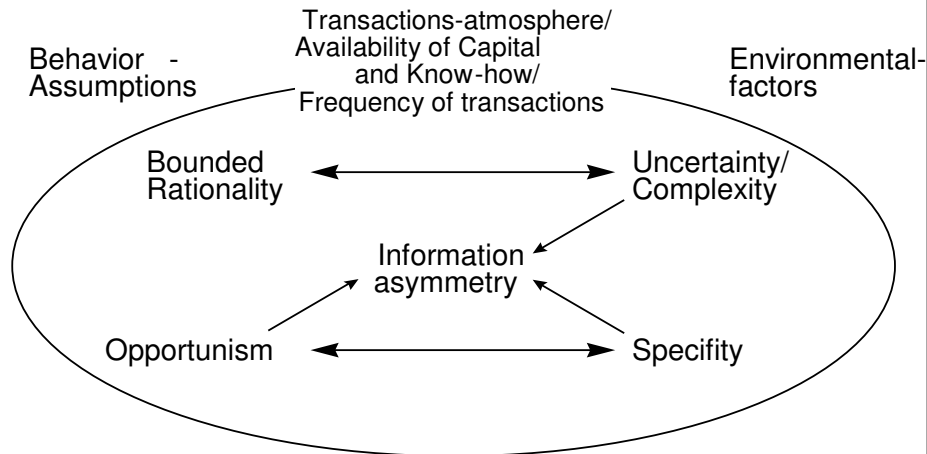 Transactions-atmosphere/
Availability of Capital
and Know-how/
Frequency of transactions
Behavior -
Assumptions
Environmental-
factors
Bounded
Rationality
Uncertainty/
Complexity
Information
asymmetry
Opportunism
Specifity